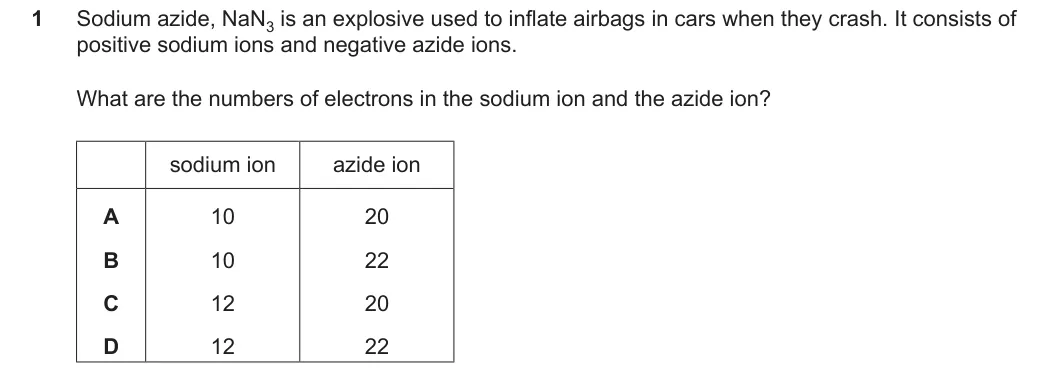 1 Sodium azide, NaN₃ is an explosive used to inflate airbags in cars when they crash. It consists of
positive sodium ions and negative azide ions.
What are the numbers of electrons in the sodium ion and the azide ion?
sodium ion azide ion
A 10 20
B 10 22
C 12 20
D 12 22